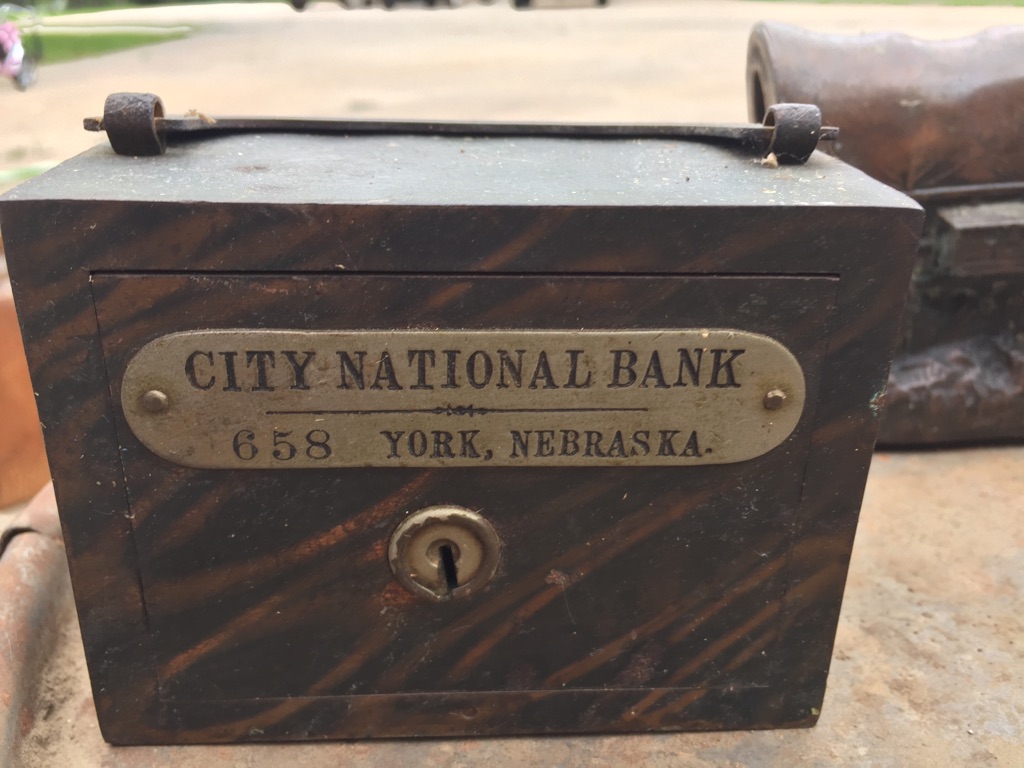 CITY NATIONAL BANK
658 YORK, NEBRASKA.